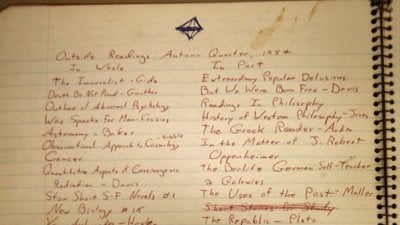 Outside Readings Autumn Quarter, 1954
In Whole
The Immoralist - Gide
Death Be Not Proud - Gunther
Outline of Abnormal Psychology
Who Speaks For Man - Cousins
Astronomy - Baker
Observational Approach to Cosmology - Hubble
Cancer
Quantitative Aspects of Carcinogenic
Radiation - Davis
Star Short S-F Novels #1
New Biology #15
In Part
Extraordinary Popular Delusions
But We Were Born Free - Davis
Readings In Philosophy
History of Western Philosophy - Jones
The Greek Reader - Auden
In the Matter of J. Robert
Oppenheimer
The Berlitz German Self-Teacher
2 Galaxies
The Uses of the Past - Muller
Short Stories for Study
The Republic - Plato